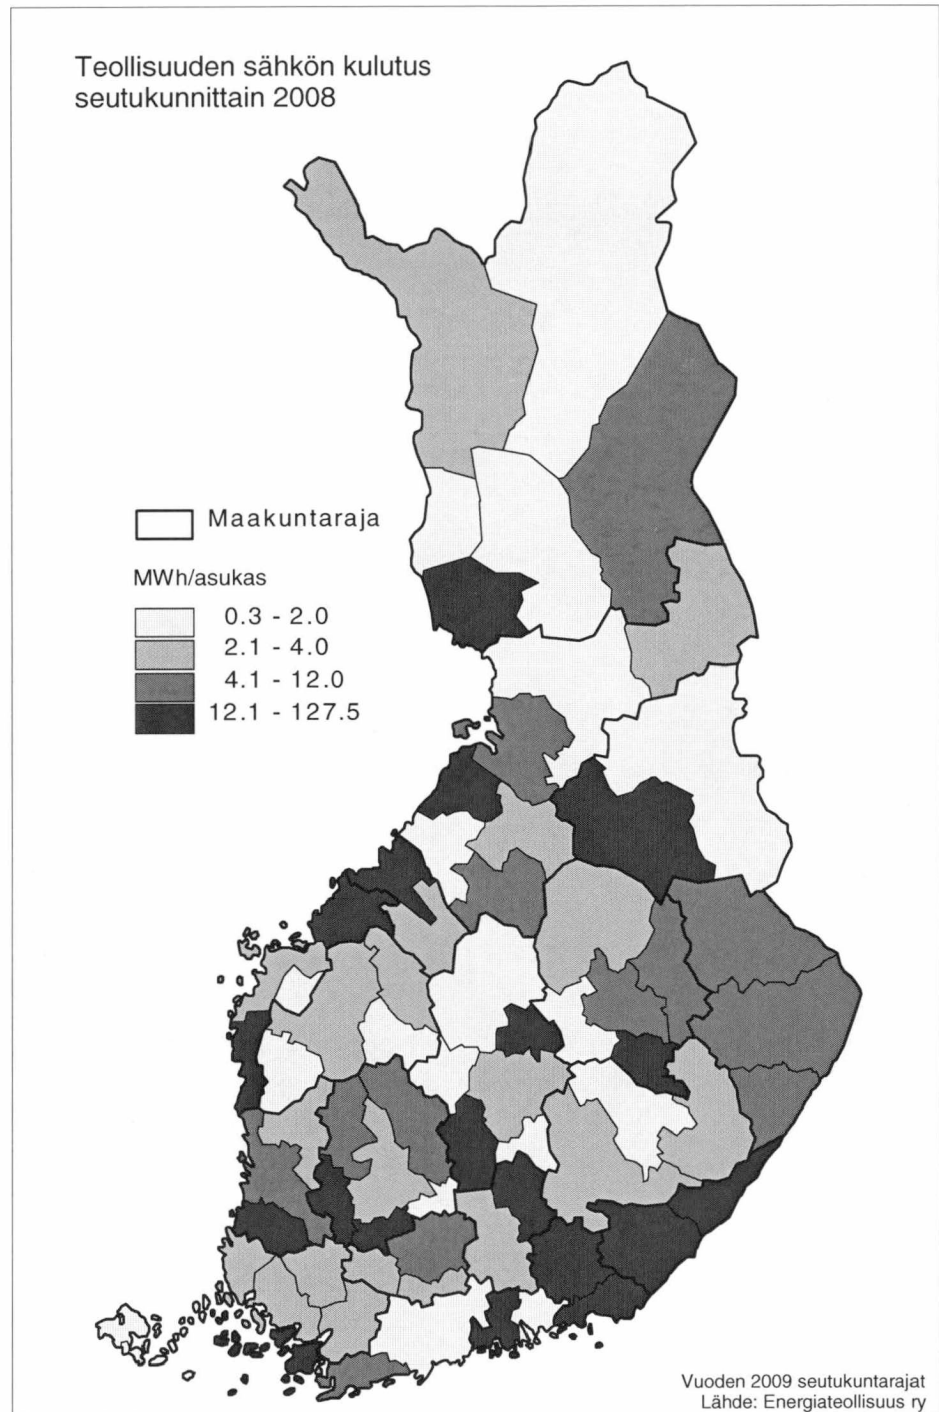 Teollisuuden sähkön kulutus
seutukunnittain 2008
Maakuntaraja
MWh/asukas
0.3 - 2.0
2.1 - 4.0
4.1 - 12.0
12.1 - 127.5
Vuoden 2009 seutukuntarajat
Lähde: Energiateollisuus ry